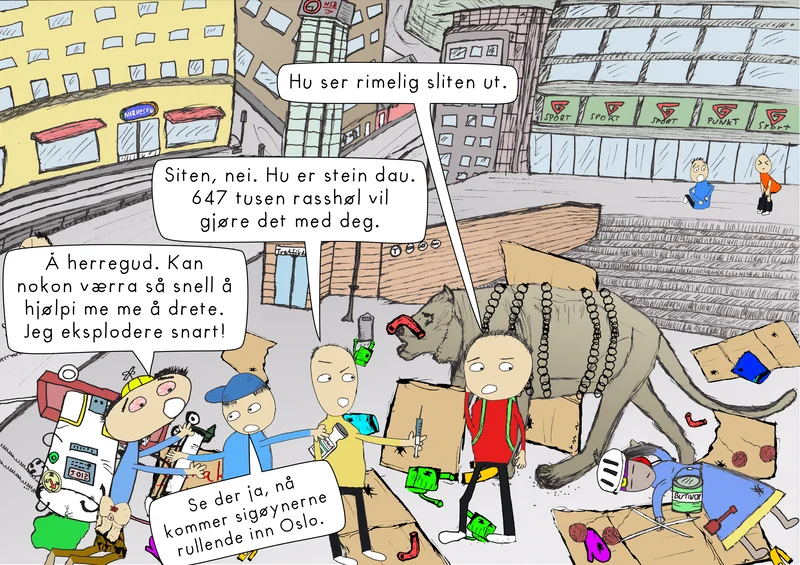 NSB
Hu ser rimelig sliten ut.
NARVESEN
SPORT
SPORT
SPORT
PUNKT
SPORT
Siten, nei. Hu er stein dau.
647 tusen rasshøl vil
gjøre det med deg.
Å herregud. Kan
nokon værra så snell å
hjølpi me me å drete.
Jeg eksplodere snart!
Se der ja, nå
kommer sigøynerne
rullende inn Oslo.